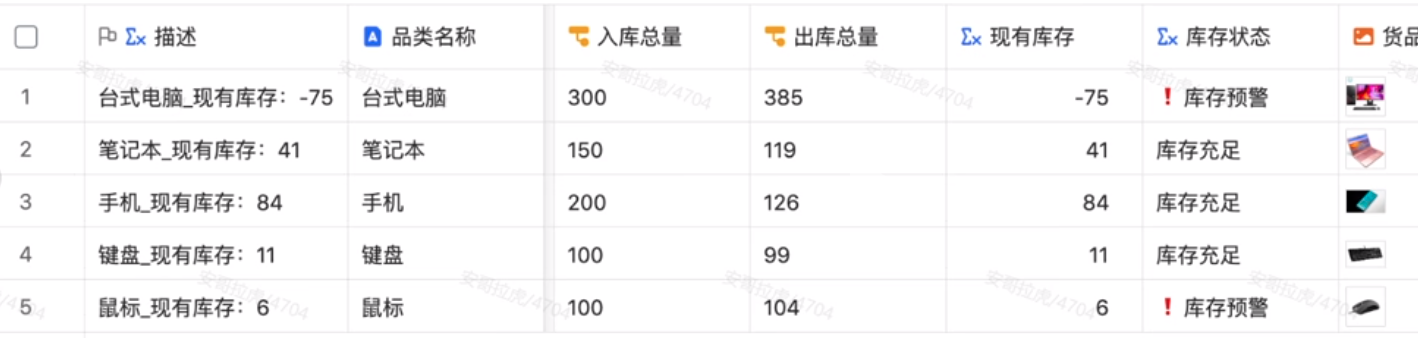 描述 品类名称 入库总量 出库总量 现有库存 库存状态 货品
1 台式电脑_现有库存：-75 台式电脑 300 385 -75 ❗库存预警
2 笔记本_现有库存：41 笔记本 150 119 41 库存充足
3 手机_现有库存：84 手机 200 126 84 库存充足
4 键盘_现有库存：11 键盘 100 99 11 库存充足
5 鼠标_现有库存：6 鼠标 100 104 6 ❗库存预警
安哥拉虎/4704